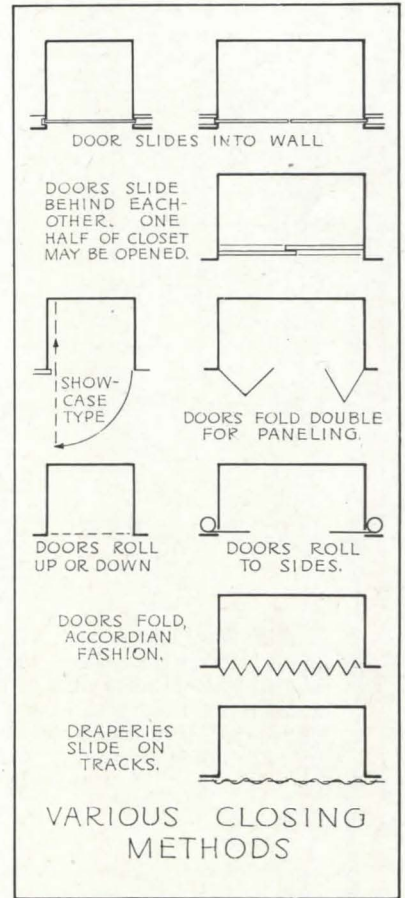 DOOR SLIDES INTO WALL
DOORS SLIDE
BEHIND EACH-
OTHER. ONE
HALF OF CLOSET
MAY BE OPENED.
SHOW-
CASE
TYPE
DOORS FOLD DOUBLE
FOR PANELING.
DOORS ROLL
UP OR DOWN
DOORS ROLL
TO SIDES.
DOORS FOLD,
ACCORDIAN
FASHION.
DRAPERIES
SLIDE ON
TRACKS.
VARIOUS CLOSING
METHODS